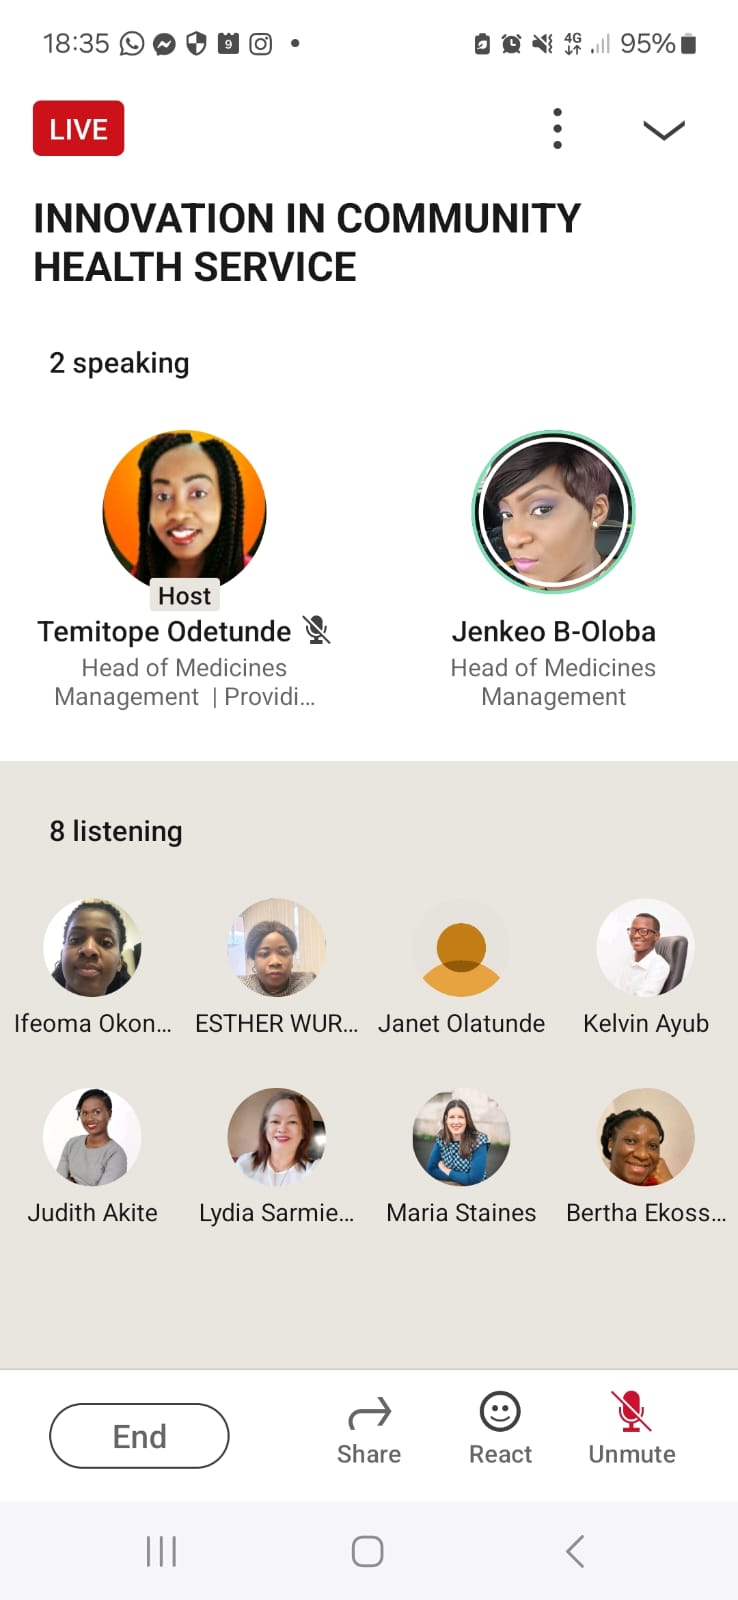 18:35 9 4G 95%
LIVE
INNOVATION IN COMMUNITY
HEALTH SERVICE
2 speaking
Host
Temitope Odetunde
Head of Medicines
Management | Providi...
Jenkeo B-Oloba
Head of Medicines
Management
8 listening
Ifeoma Okon... ESTHER WUR... Janet Olatunde Kelvin Ayub
Judith Akite Lydia Sarmie... Maria Staines Bertha Ekoss...
End Share React Unmute